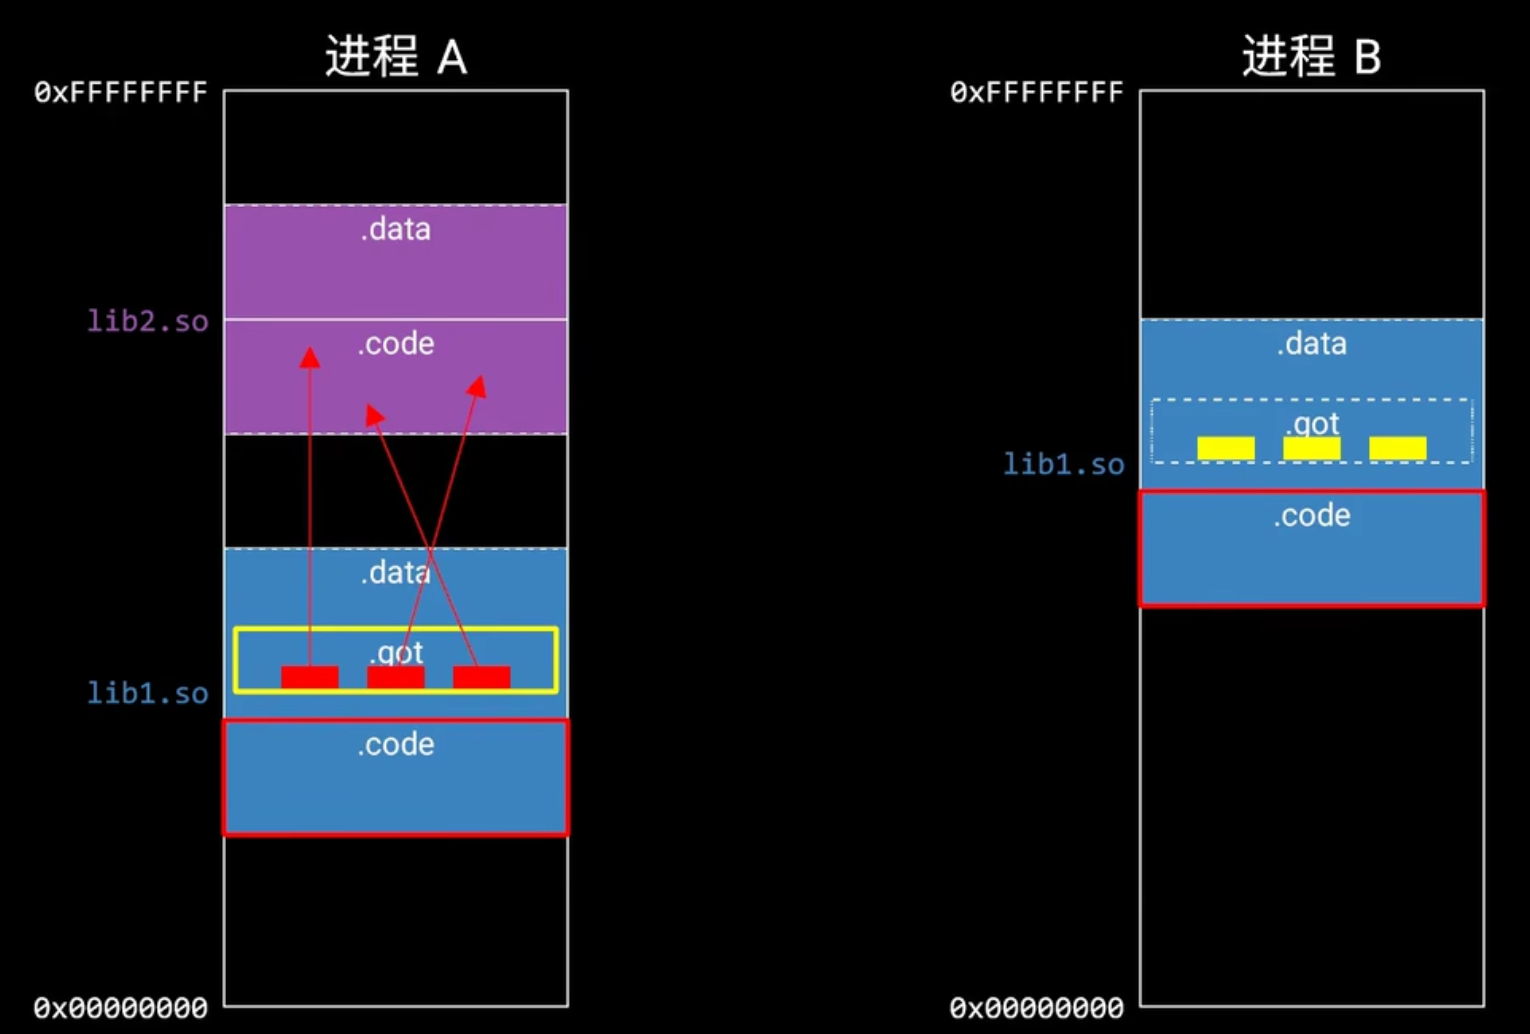 进程 A
0xFFFFFFFF
.data
lib2.so
.code
.data
.got
lib1.so
.code
0x00000000
进程 B
0xFFFFFFFF
.data
.got
lib1.so
.code
0x00000000